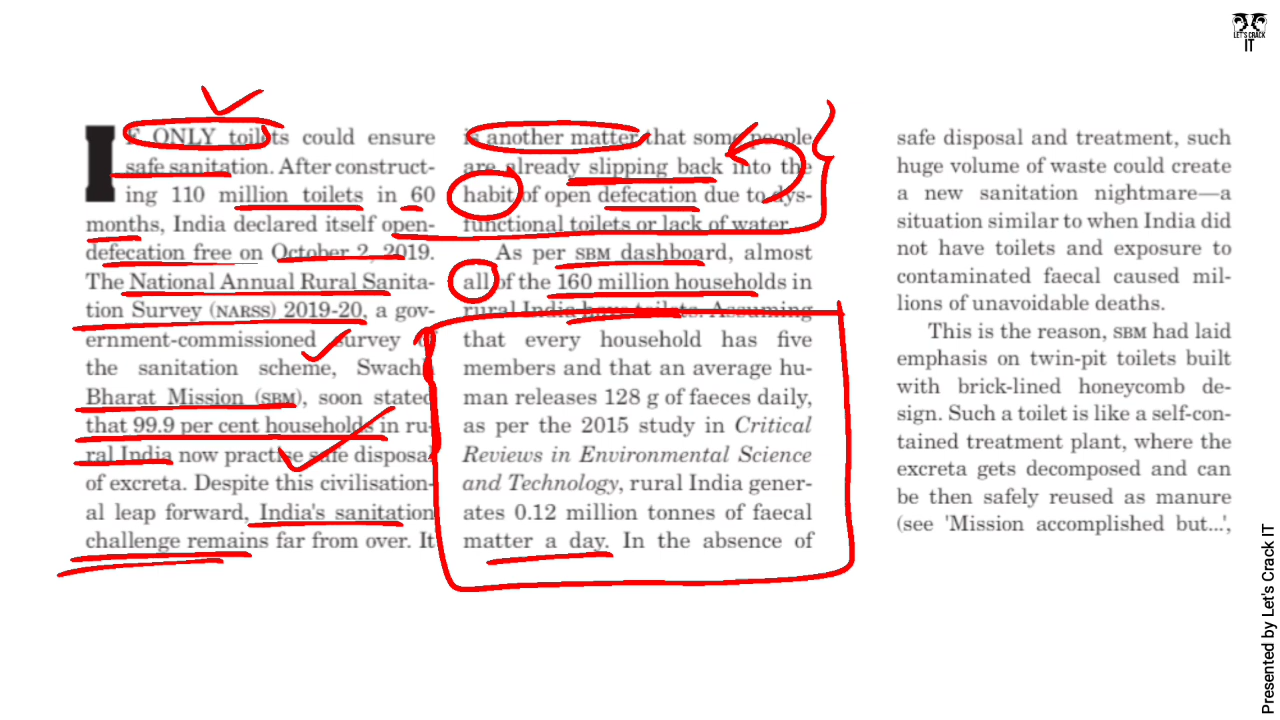 LET'S CRACK
IT
IF ONLY toilets could ensure
safe sanitation. After construct-
ing 110 million toilets in 60
months, India declared itself open-
defecation free on October 2, 2019.
The National Annual Rural Sanita-
tion Survey (NARSS) 2019-20, a gov-
ernment-commissioned survey of
the sanitation scheme, Swachh
Bharat Mission (SBM), soon stated
that 99.9 per cent households in ru-
ral India now practise safe disposal
of excreta. Despite this civilisation-
al leap forward, India's sanitation
challenge remains far from over. It
is another matter that some people
are already slipping back into the
habit of open defecation due to dys-
functional toilets or lack of water.
As per SBM dashboard, almost
all of the 160 million households in
rural India have toilets. Assuming
that every household has five
members and that an average hu-
man releases 128 g of faeces daily,
as per the 2015 study in Critical
Reviews in Environmental Science
and Technology, rural India gener-
ates 0.12 million tonnes of faecal
matter a day. In the absence of
safe disposal and treatment, such
huge volume of waste could create
a new sanitation nightmare—a
situation similar to when India did
not have toilets and exposure to
contaminated faecal caused mil-
lions of unavoidable deaths.
This is the reason, SBM had laid
emphasis on twin-pit toilets built
with brick-lined honeycomb de-
sign. Such a toilet is like a self-con-
tained treatment plant, where the
excreta gets decomposed and can
be then safely reused as manure
(see 'Mission accomplished but...',
Presented by Let's Crack IT